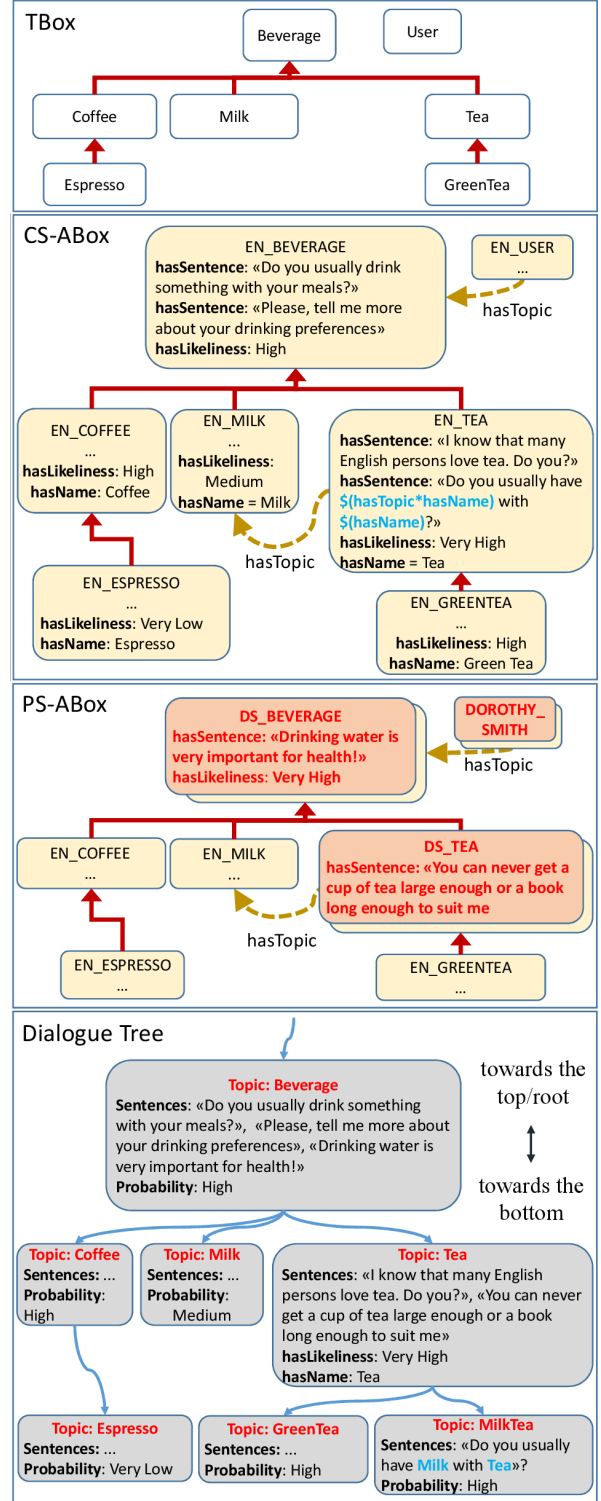 TBox
Beverage
User
Coffee
Milk
Tea
Espresso
GreenTea
CS-ABox
EN_BEVERAGE
hasSentence: «Do you usually drink
something with your meals?»
hasSentence: «Please, tell me more
about your drinking preferences»
hasLikeliness: High
EN_USER
...
hasTopic
EN_COFFEE
...
hasLikeliness: High
hasName: Coffee
EN_MILK
...
hasLikeliness:
Medium
hasName = Milk
EN_TEA
hasSentence: «I know that many
English persons love tea. Do you?»
hasSentence: «Do you usually have
$(hasTopic*hasName) with
$(hasName)?»
hasLikeliness: Very High
hasName = Tea
hasTopic
EN_ESPRESSO
...
hasLikeliness: Very Low
hasName: Espresso
EN_GREENTEA
...
hasLikeliness: High
hasName: Green Tea
PS-ABox
DS_BEVERAGE
hasSentence: «Drinking water is
very important for health!»
hasLikeliness: Very High
DOROTHY_
SMITH
hasTopic
EN_COFFEE
...
EN_MILK
...
DS_TEA
hasSentence: «You can never get a
cup of tea large enough or a book
long enough to suit me
hasTopic
EN_ESPRESSO
...
EN_GREENTEA
...
Dialogue Tree
Topic: Beverage
Sentences: «Do you usually drink something
with your meals?», «Please, tell me more about
your drinking preferences», «Drinking water is
very important for health!»
Probability: High
towards the
top/root
towards the
bottom
Topic: Coffee
Sentences: ...
Probability:
High
Topic: Milk
Sentences: ...
Probability:
Medium
Topic: Tea
Sentences: «I know that many English
persons love tea. Do you?», «You can never
get a cup of tea large enough or a book
long enough to suit me»
hasLikeliness: Very High
hasName: Tea
Topic: Espresso
Sentences: ...
Probability: Very Low
Topic: GreenTea
Sentences: ...
Probability: High
Topic: MilkTea
Sentences: «Do you usually
have Milk with Tea»?
Probability: High